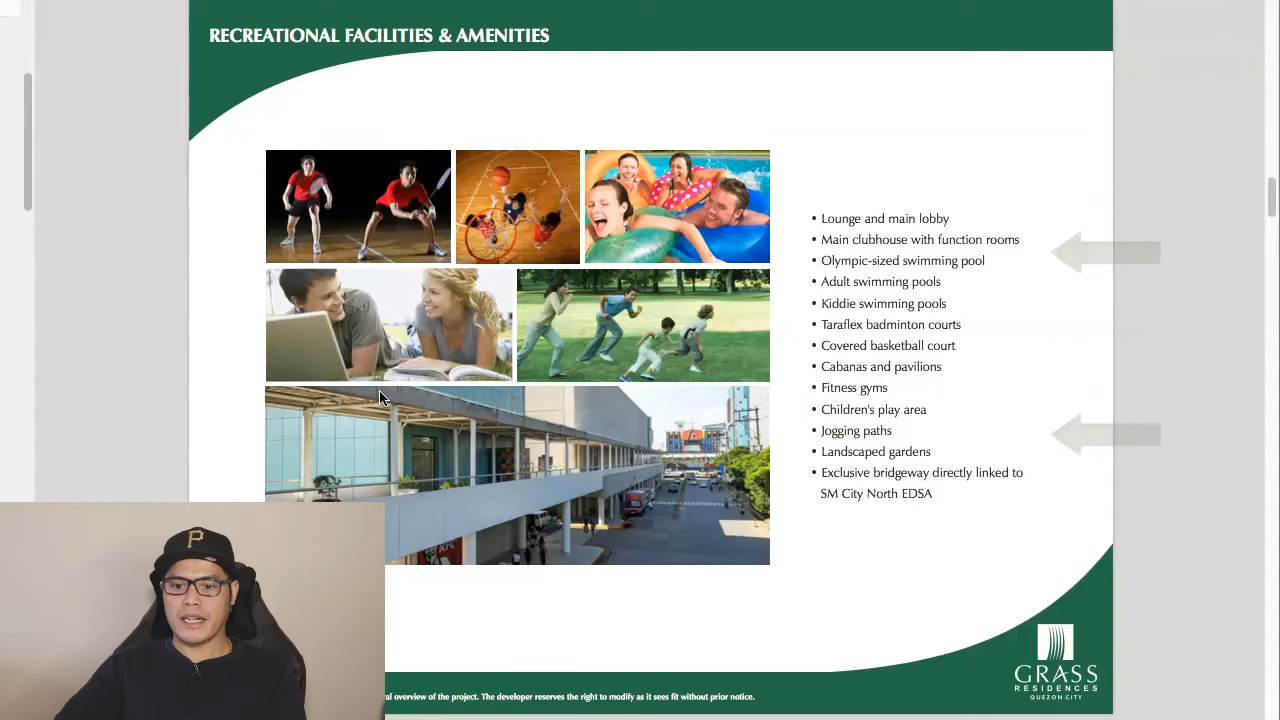 RECREATIONAL FACILITIES & AMENITIES
• Lounge and main lobby
• Main clubhouse with function rooms
• Olympic-sized swimming pool
• Adult swimming pools
• Kiddie swimming pools
• Taraflex badminton courts
• Covered basketball court
• Cabanas and pavilions
• Fitness gyms
• Children's play area
• Jogging paths
• Landscaped gardens
• Exclusive bridgeway directly linked to
SM City North EDSA
KFC
P
GRASS
RESIDENCES
QUEZON CITY
overview of the project. The developer reserves the right to modify as it sees fit without prior notice.